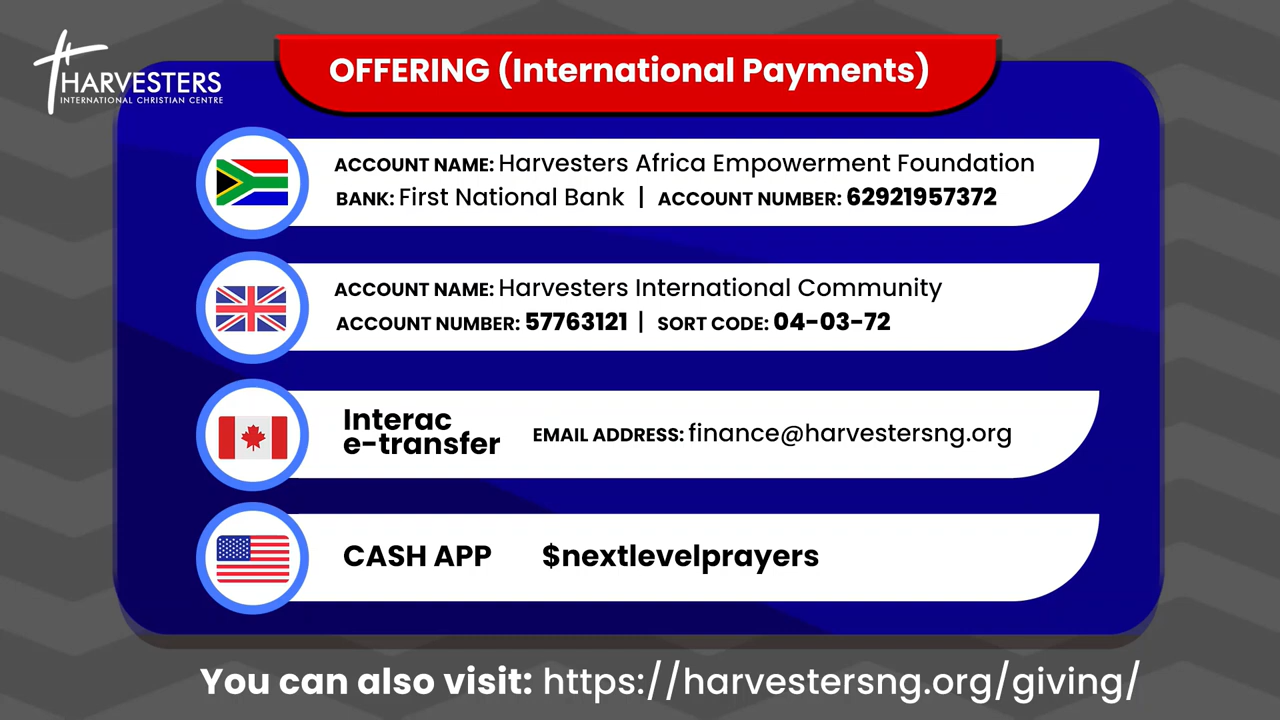 HARVESTERS
INTERNATIONAL CHRISTIAN CENTRE
OFFERING (International Payments)
ACCOUNT NAME: Harvesters Africa Empowerment Foundation
BANK: First National Bank | ACCOUNT NUMBER: 62921957372
ACCOUNT NAME: Harvesters International Community
ACCOUNT NUMBER: 57763121 | SORT CODE: 04-03-72
Interac
e-transfer
EMAIL ADDRESS: finance@harvestersng.org
CASH APP $nextlevelprayers
You can also visit: https://harvestersng.org/giving/